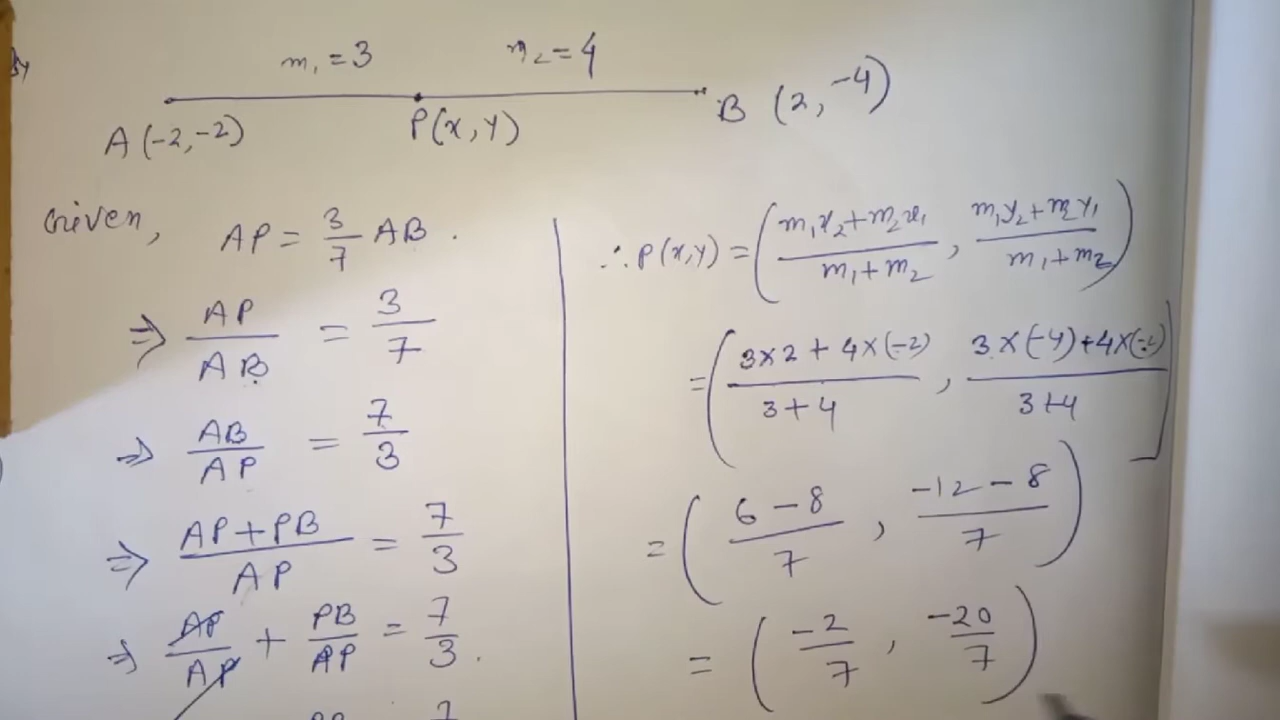 m₁ = 3 m₂ = 4
A (-2, -2) P(x, y) B (2, -4)
Given, AP = 3/7 AB.
⇒ AP/AB = 3/7
⇒ AB/AP = 7/3
⇒ (AP + PB)/AP = 7/3
⇒ AP/AP + PB/AP = 7/3.
∴ P(x,y) = ((m₁x₂ + m₂x₁)/(m₁ + m₂), (m₁y₂ + m₂y₁)/(m₁ + m₂))
= ((3×2 + 4×(-2))/(3+4), (3×(-4) + 4×(-2))/(3+4)]
= ((6 - 8)/7, (-12 - 8)/7)
= (-2/7, -20/7)